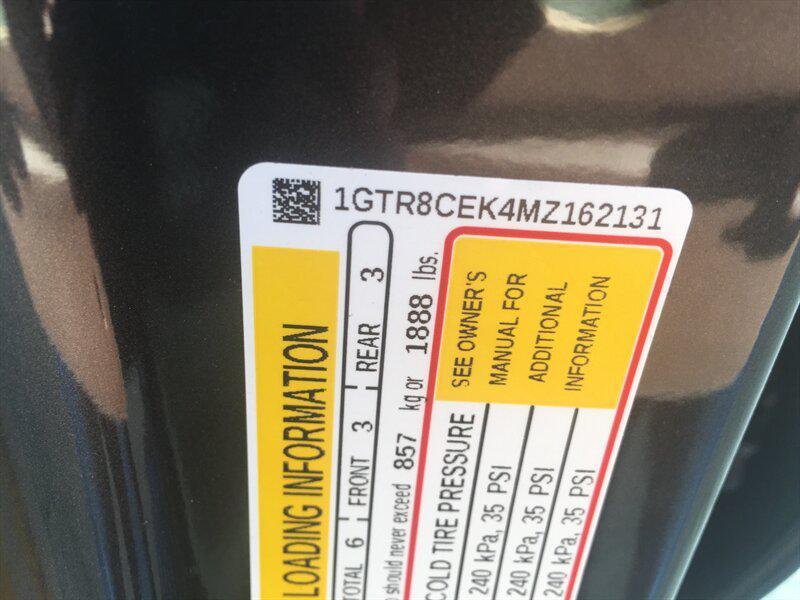 1GTR8CEK4MZ162131
LOADING INFORMATION
TOTAL 6 FRONT 3 REAR 3
should never exceed 857 kg or 1888 lbs.
COLD TIRE PRESSURE
240 kPa, 35 PSI
240 kPa, 35 PSI
240 kPa, 35 PSI
SEE OWNER'S
MANUAL FOR
ADDITIONAL
INFORMATION